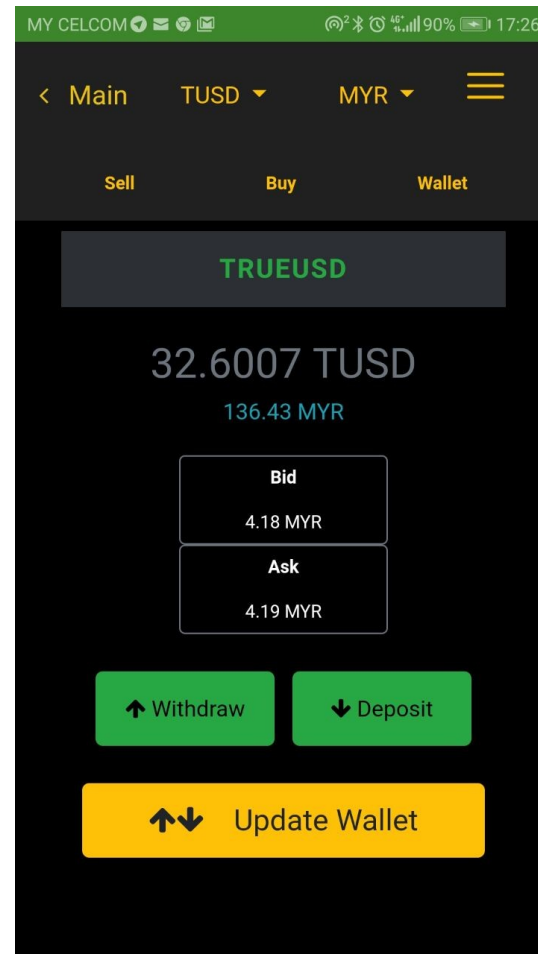 MY CELCOM 90% 17:26
< Main TUSD MYR
Sell Buy Wallet
TRUEUSD
32.6007 TUSD
136.43 MYR
Bid
4.18 MYR
Ask
4.19 MYR
Withdraw Deposit
Update Wallet